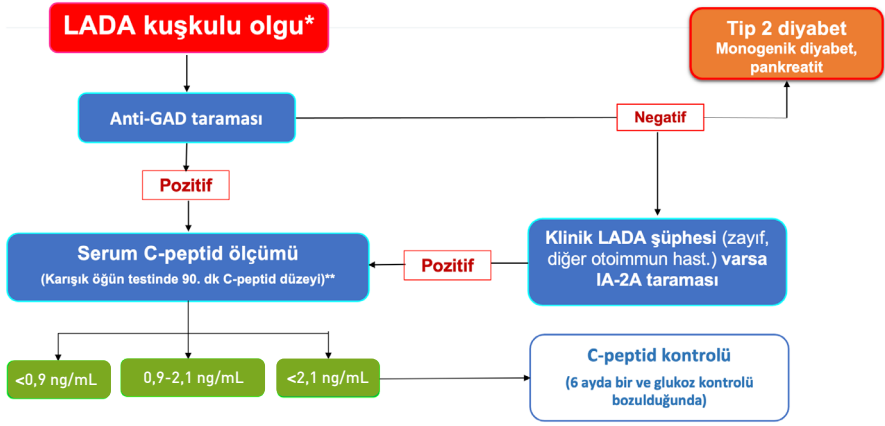 LADA kuşkulu olgu*
Tip 2 diyabet
Monogenik diyabet,
pankreatit
Anti-GAD taraması
Negatif
Pozitif
Serum C-peptid ölçümü
(Karışık öğün testinde 90. dk C-peptid düzeyi)**
Pozitif
Klinik LADA şüphesi (zayıf,
diğer otoimmun hast.) varsa
IA-2A taraması
<0,9 ng/mL
0,9-2,1 ng/mL
<2,1 ng/mL
C-peptid kontrolü
(6 ayda bir ve glukoz kontrolü
bozulduğunda)